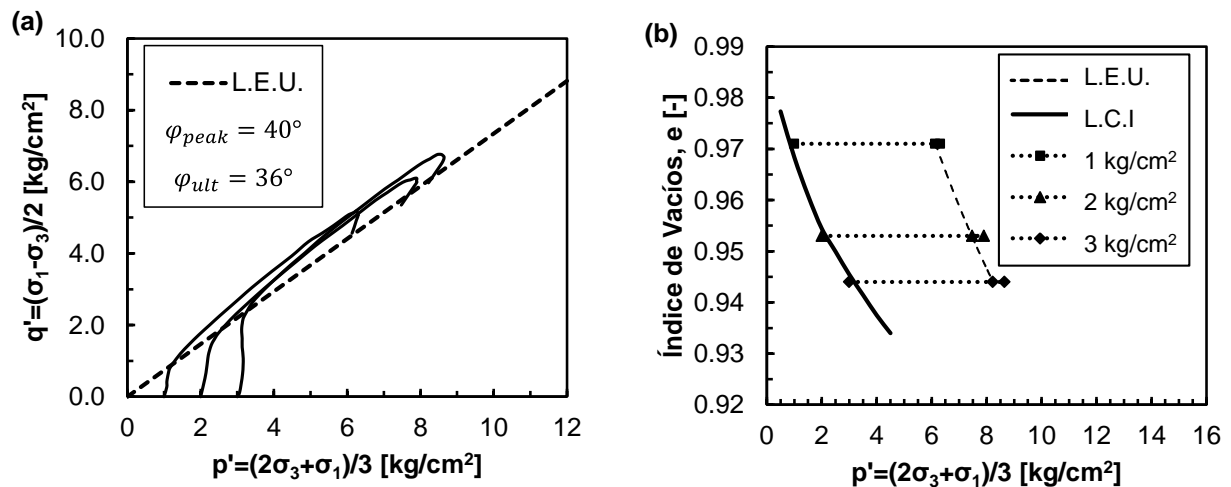 (a)
10.0
8.0
6.0
4.0
2.0
0.0
q'=(σ₁-σ₃)/2 [kg/cm²]
L.E.U.
φ_peak = 40°
φ_ult = 36°
0 2 4 6 8 10 12
p'=(2σ₃+σ₁)/3 [kg/cm²]
(b)
0.99
0.98
0.97
0.96
0.95
0.94
0.93
0.92
Índice de Vacíos, e [-]
L.E.U.
L.C.I
1 kg/cm²
2 kg/cm²
3 kg/cm²
0 2 4 6 8 10 12 14 16
p'=(2σ₃+σ₁)/3 [kg/cm²]